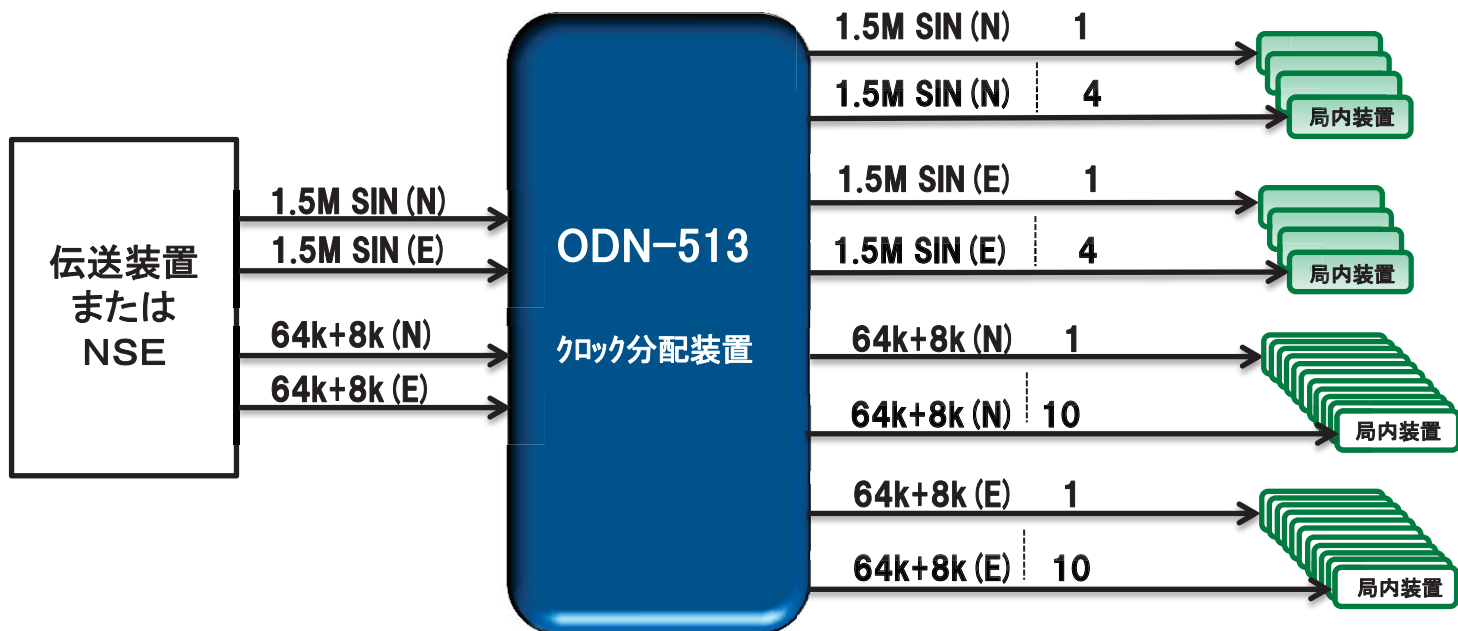 伝送装置
または
NSE
1.5M SIN(N)
1.5M SIN(E)
64k+8k(N)
64k+8k(E)
ODN-513
クロック分配装置
1.5M SIN(N) 1
1.5M SIN(N) 4
局内装置
1.5M SIN(E) 1
1.5M SIN(E) 4
局内装置
64k+8k(N) 1
64k+8k(N) 10
局内装置
64k+8k(E) 1
64k+8k(E) 10
局内装置